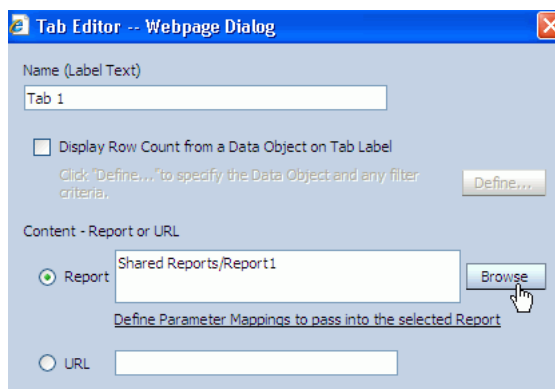 Tab Editor -- Webpage Dialog
Name (Label Text)
Tab 1
Display Row Count from a Data Object on Tab Label
Click "Define..."to specify the Data Object and any filter
criteria.
Define...
Content - Report or URL
Report
Shared Reports/Report1
Browse
Define Parameter Mappings to pass into the selected Report
URL